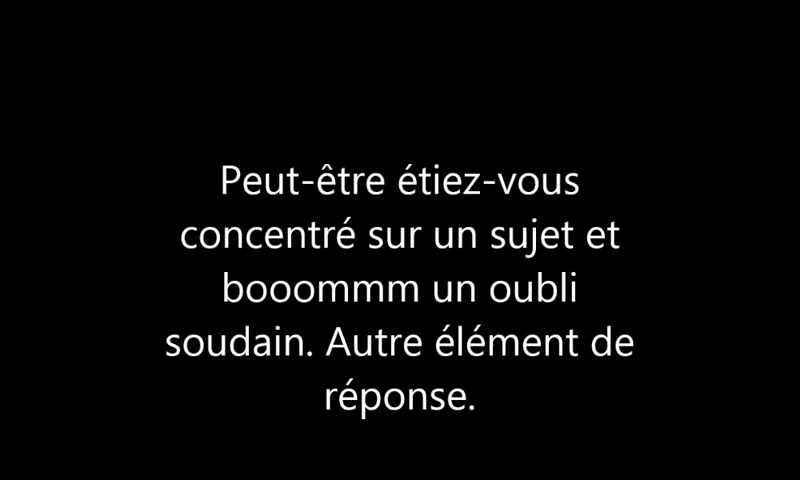 Peut-être étiez-vous
concentré sur un sujet et
booommm un oubli
soudain. Autre élément de
réponse.